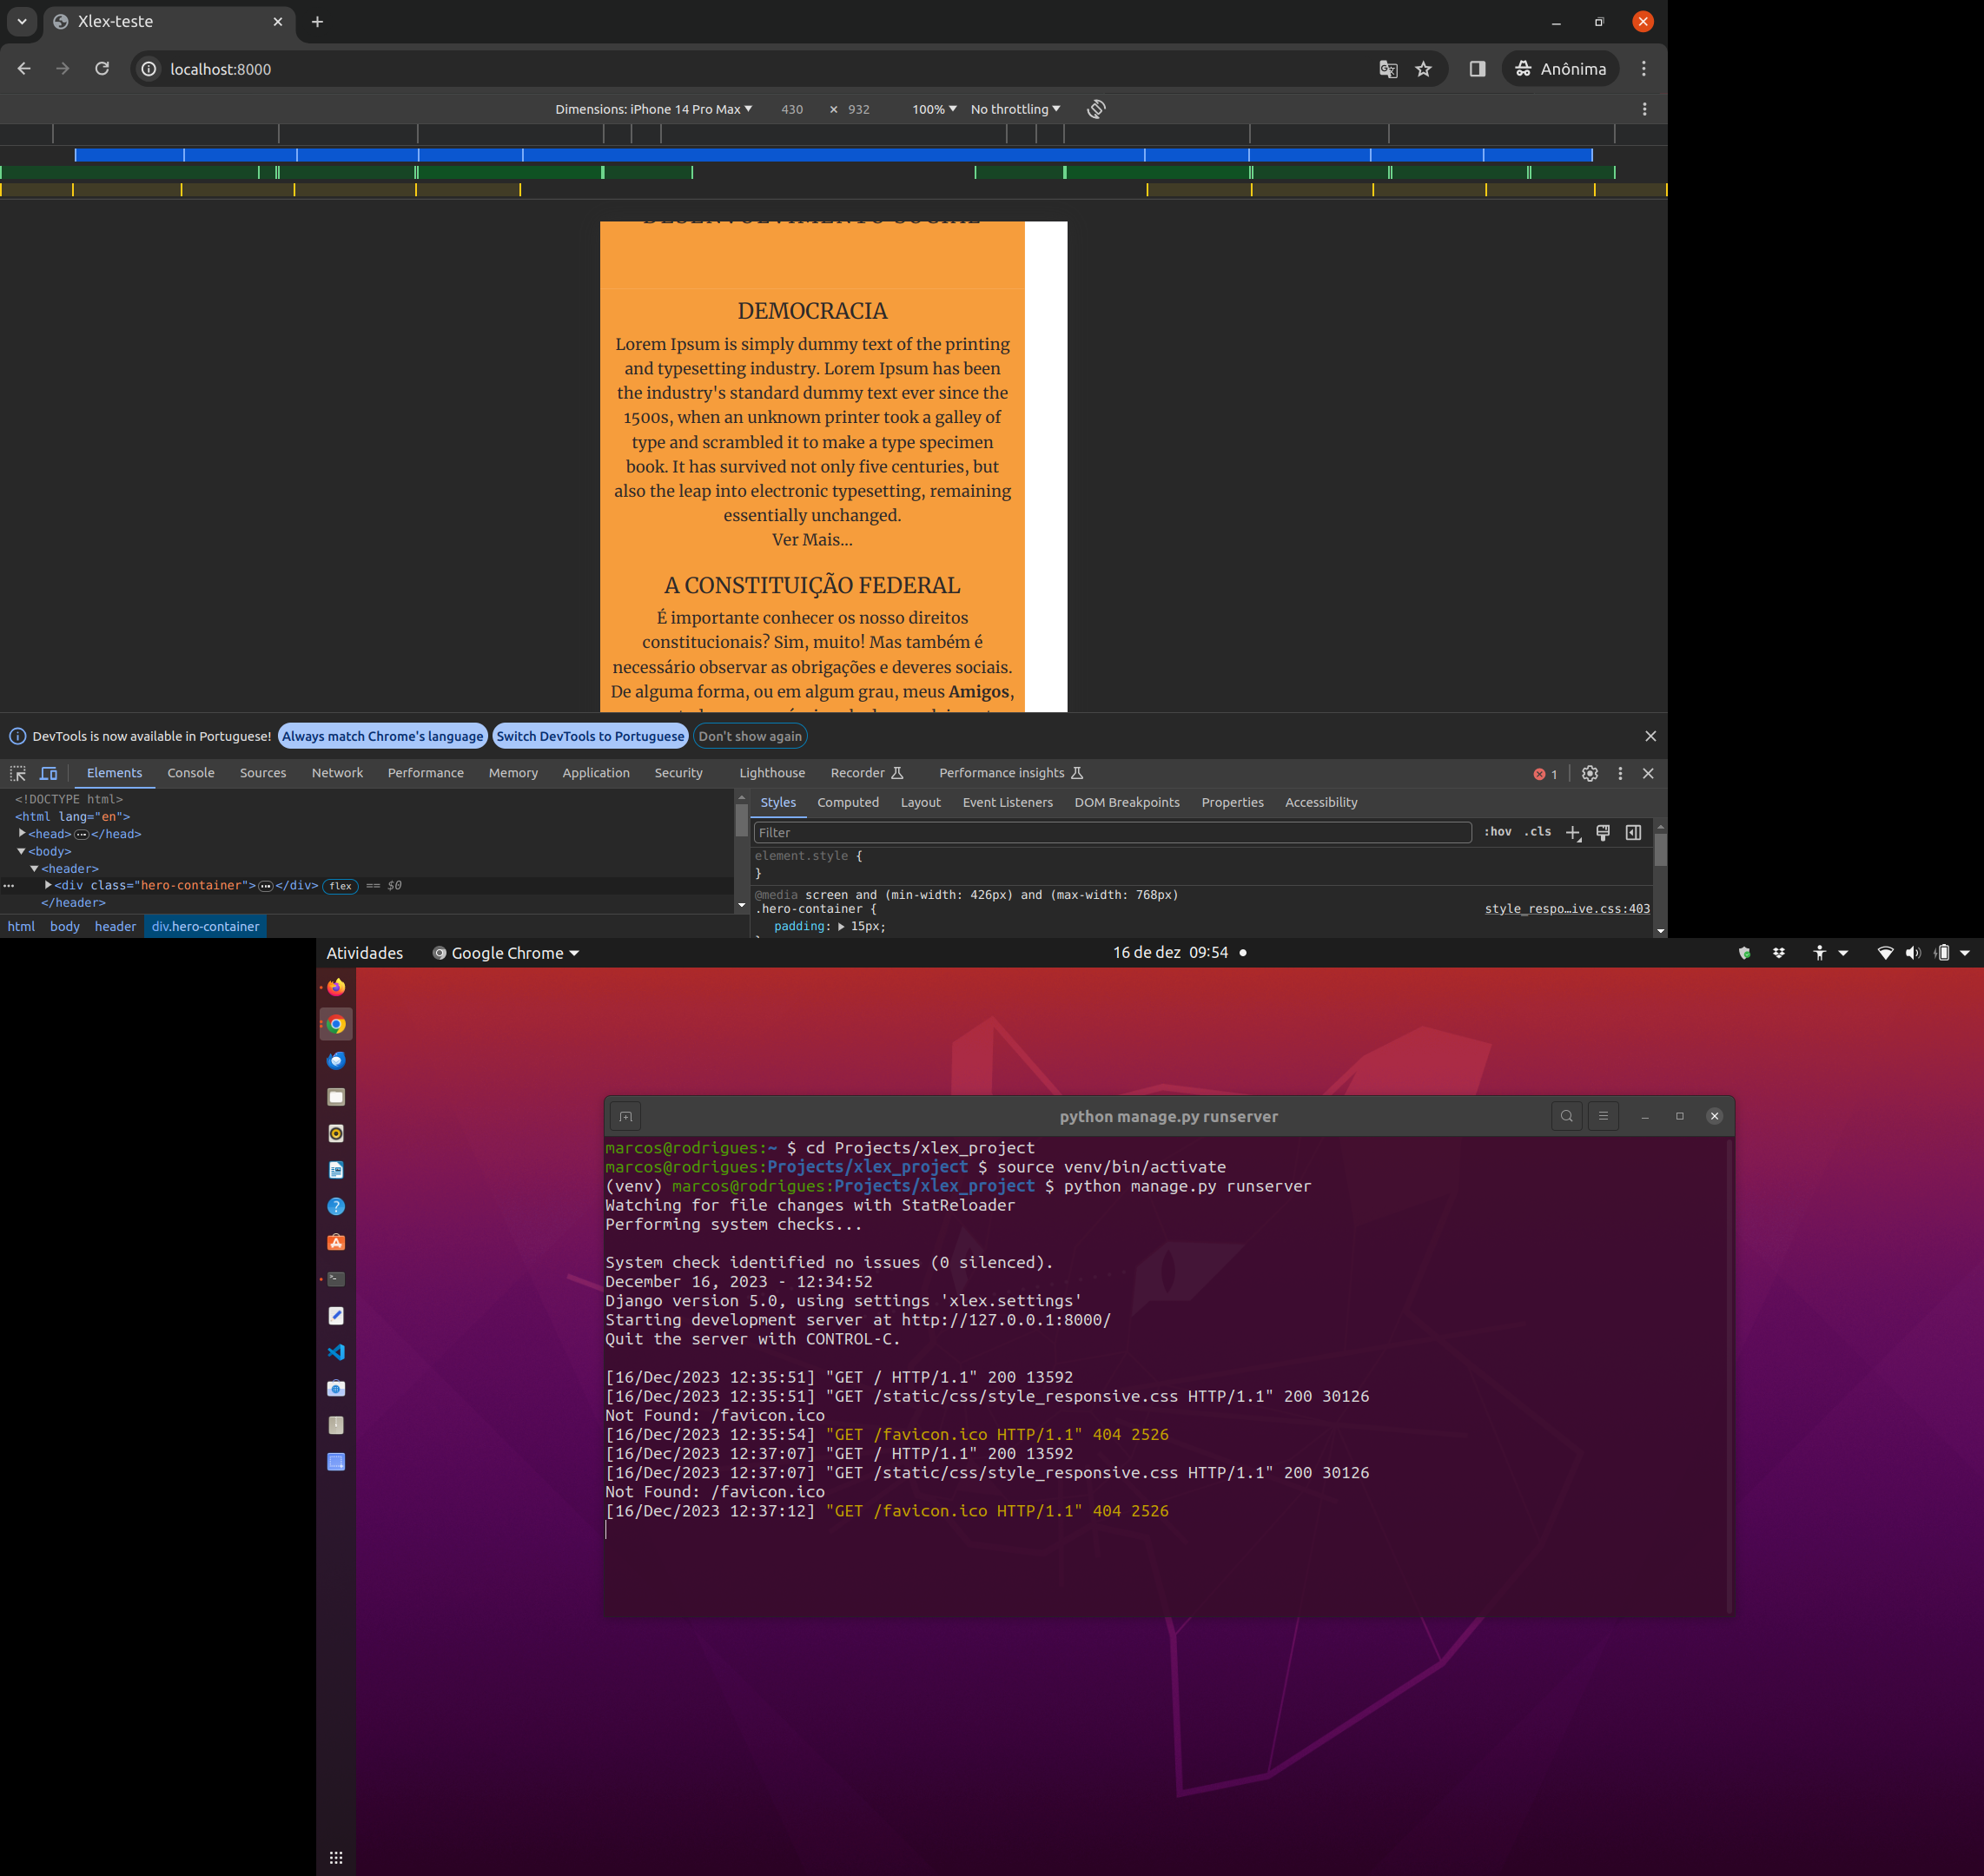 Xlex-teste
localhost:8000
Anônima
Dimensions: iPhone 14 Pro Max
430 × 932
100%
No throttling
DESENVOLVIMENTO SOCIAL
DEMOCRACIA
Lorem Ipsum is simply dummy text of the printing
and typesetting industry. Lorem Ipsum has been
the industry's standard dummy text ever since the
1500s, when an unknown printer took a galley of
type and scrambled it to make a type specimen
book. It has survived not only five centuries, but
also the leap into electronic typesetting, remaining
essentially unchanged.
Ver Mais...
A CONSTITUIÇÃO FEDERAL
É importante conhecer os nosso direitos
constitucionais? Sim, muito! Mas também é
necessário observar as obrigações e deveres sociais.
De alguma forma, ou em algum grau, meus Amigos,
DevTools is now available in Portuguese! Always match Chrome's language Switch DevTools to Portuguese Don't show again
Elements Console Sources Network Performance Memory Application Security Lighthouse Recorder Performance insights 1
<!DOCTYPE html>
<html lang="en">
<head>…</head>
<body>
<header>
… <div class="hero-container">…</div> flex == $0
</header>
html body header div.hero-container
Styles Computed Layout Event Listeners DOM Breakpoints Properties Accessibility
Filter :hov .cls
element.style {
}
@media screen and (min-width: 426px) and (max-width: 768px)
.hero-container { style_respo…ive.css:403
padding: 15px;
Atividades Google Chrome 16 de dez 09:54
python manage.py runserver
marcos@rodrigues:~ $ cd Projects/xlex_project
marcos@rodrigues:Projects/xlex_project $ source venv/bin/activate
(venv) marcos@rodrigues:Projects/xlex_project $ python manage.py runserver
Watching for file changes with StatReloader
Performing system checks...
System check identified no issues (0 silenced).
December 16, 2023 - 12:34:52
Django version 5.0, using settings 'xlex.settings'
Starting development server at http://127.0.0.1:8000/
Quit the server with CONTROL-C.
[16/Dec/2023 12:35:51] "GET / HTTP/1.1" 200 13592
[16/Dec/2023 12:35:51] "GET /static/css/style_responsive.css HTTP/1.1" 200 30126
Not Found: /favicon.ico
[16/Dec/2023 12:35:54] "GET /favicon.ico HTTP/1.1" 404 2526
[16/Dec/2023 12:37:07] "GET / HTTP/1.1" 200 13592
[16/Dec/2023 12:37:07] "GET /static/css/style_responsive.css HTTP/1.1" 200 30126
Not Found: /favicon.ico
[16/Dec/2023 12:37:12] "GET /favicon.ico HTTP/1.1" 404 2526